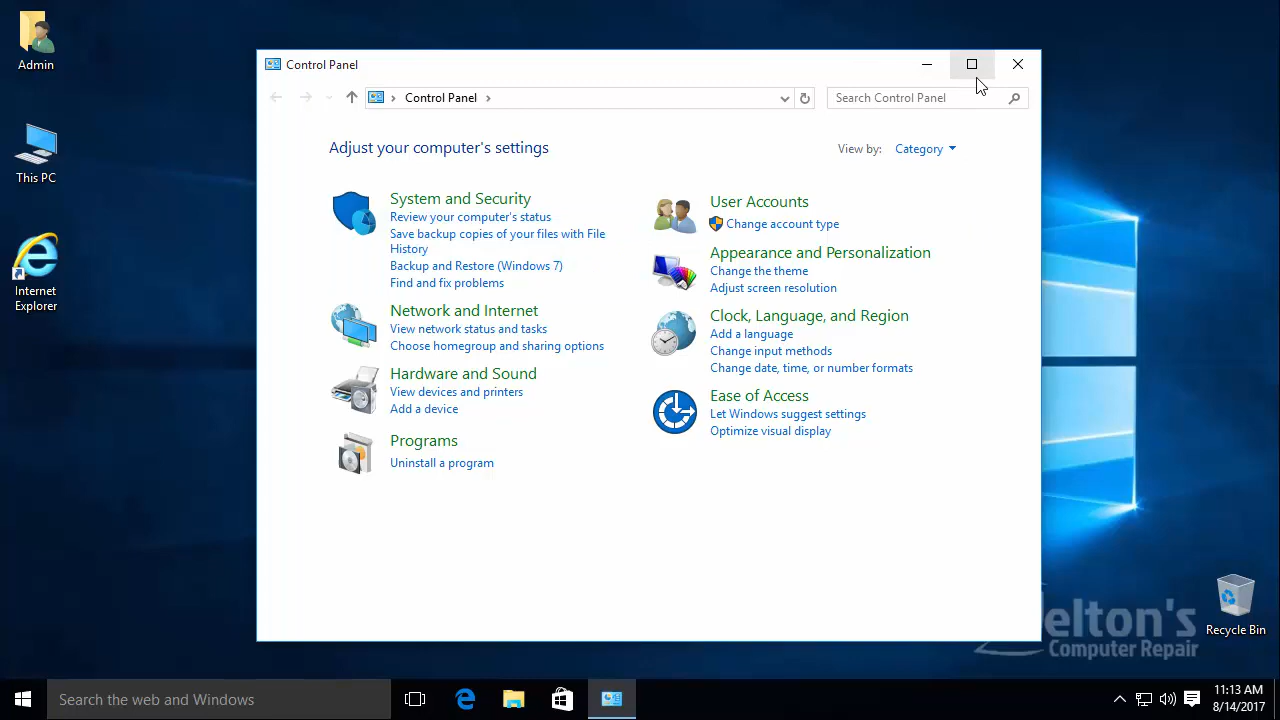 Admin
This PC
Internet
Explorer
Control Panel
Control Panel
Search Control Panel
Adjust your computer's settings
View by: Category
System and Security
Review your computer's status
Save backup copies of your files with File
History
Backup and Restore (Windows 7)
Find and fix problems
Network and Internet
View network status and tasks
Choose homegroup and sharing options
Hardware and Sound
View devices and printers
Add a device
Programs
Uninstall a program
User Accounts
Change account type
Appearance and Personalization
Change the theme
Adjust screen resolution
Clock, Language, and Region
Add a language
Change input methods
Change date, time, or number formats
Ease of Access
Let Windows suggest settings
Optimize visual display
elton's
Computer Repair
Recycle Bin
Search the web and Windows
11:13 AM
8/14/2017